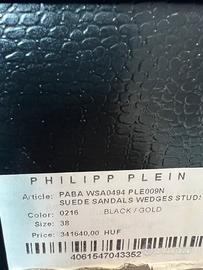 PHILIPP PLEIN
Article: PABA WSA0494 PLE009N
SUEDE SANDALS WEDGES STUDS
Color: 0216 BLACK / GOLD
Size: 38
Price: 341640,00 HUF
4061547043352